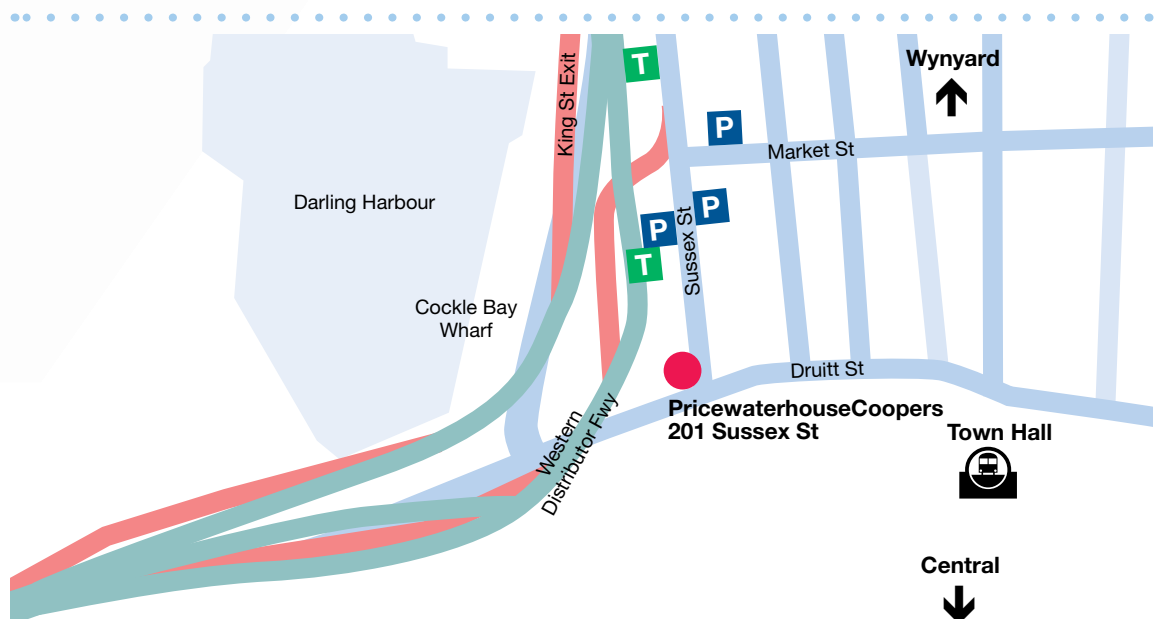 Wynyard
King St Exit
T
P
Market St
Darling Harbour
P
P
Sussex St
T
Cockle Bay
Wharf
Druitt St
PricewaterhouseCoopers
201 Sussex St
Western
Distributor Fwy
Town Hall
Central